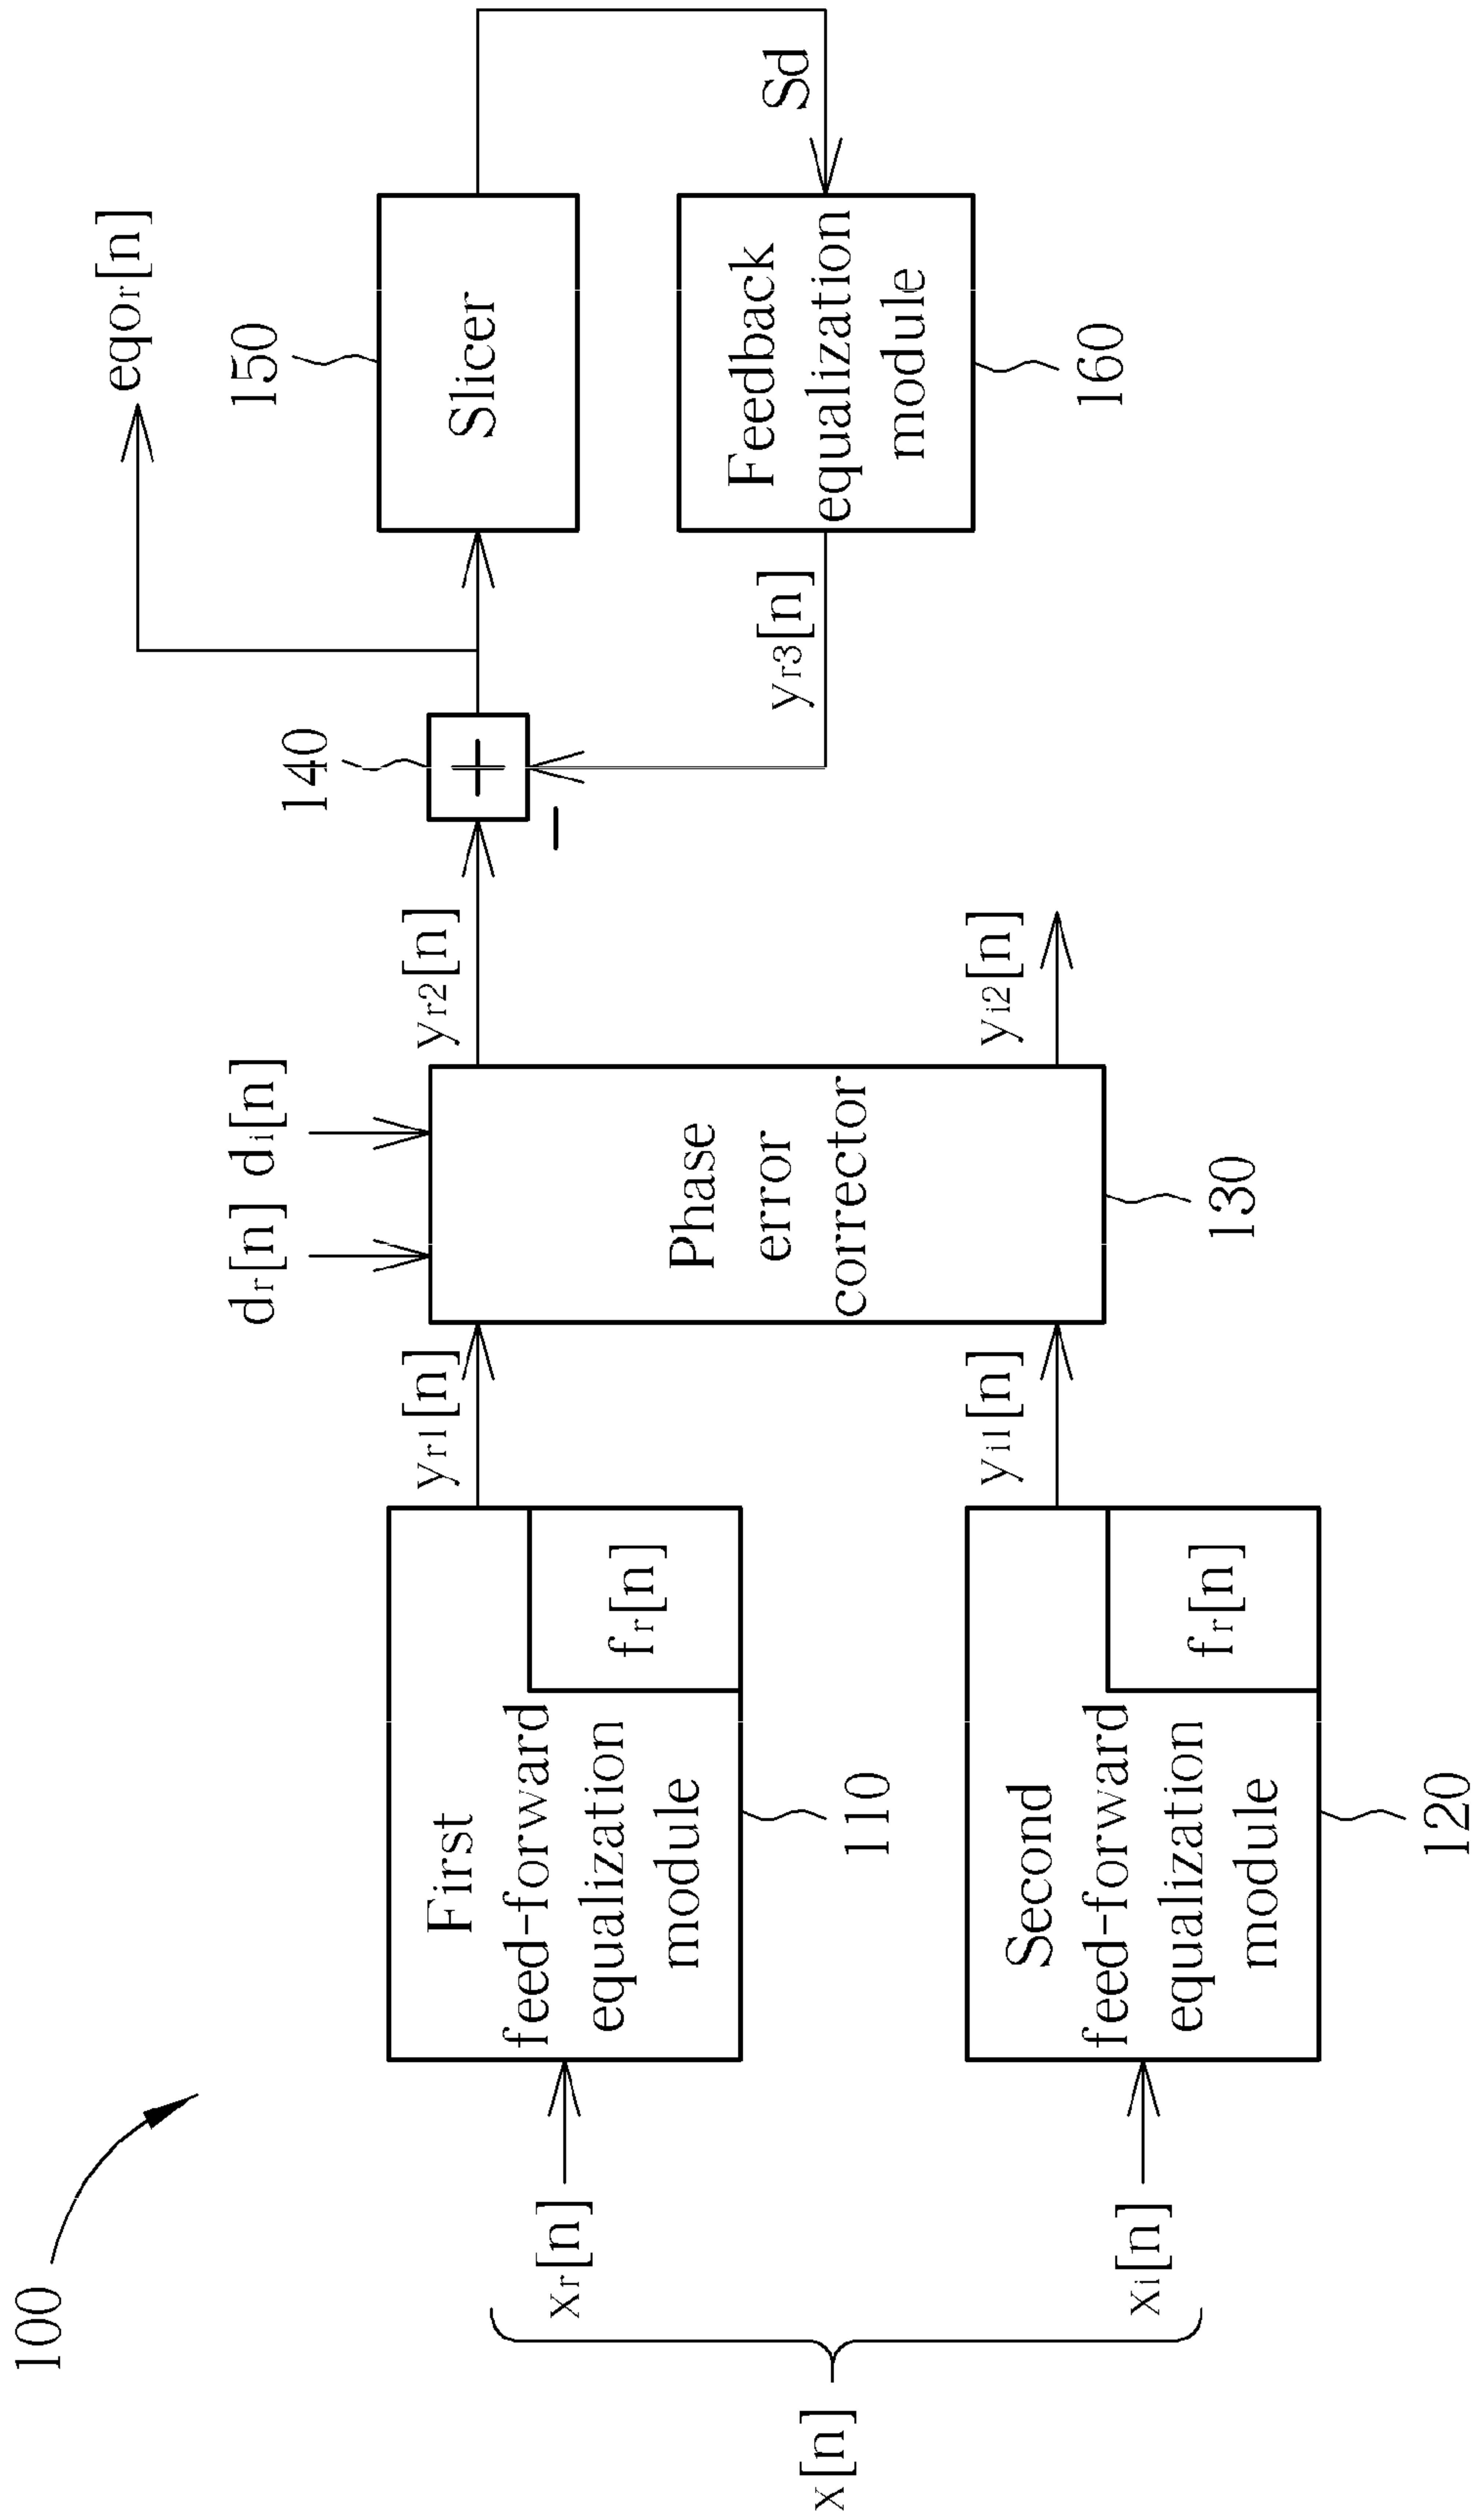 100
x[n]
xr[n]
xi[n]
First
feed-forward
equalization
module
fr[n]
110
Second
feed-forward
equalization
module
fr[n]
120
yr1[n]
yi1[n]
dr[n] di[n]
Phase
error
corrector
130
yr2[n]
yi2[n]
140
+
−
eqor[n]
150
Slicer
Sd
Feedback
equalization
module
160
yr3[n]